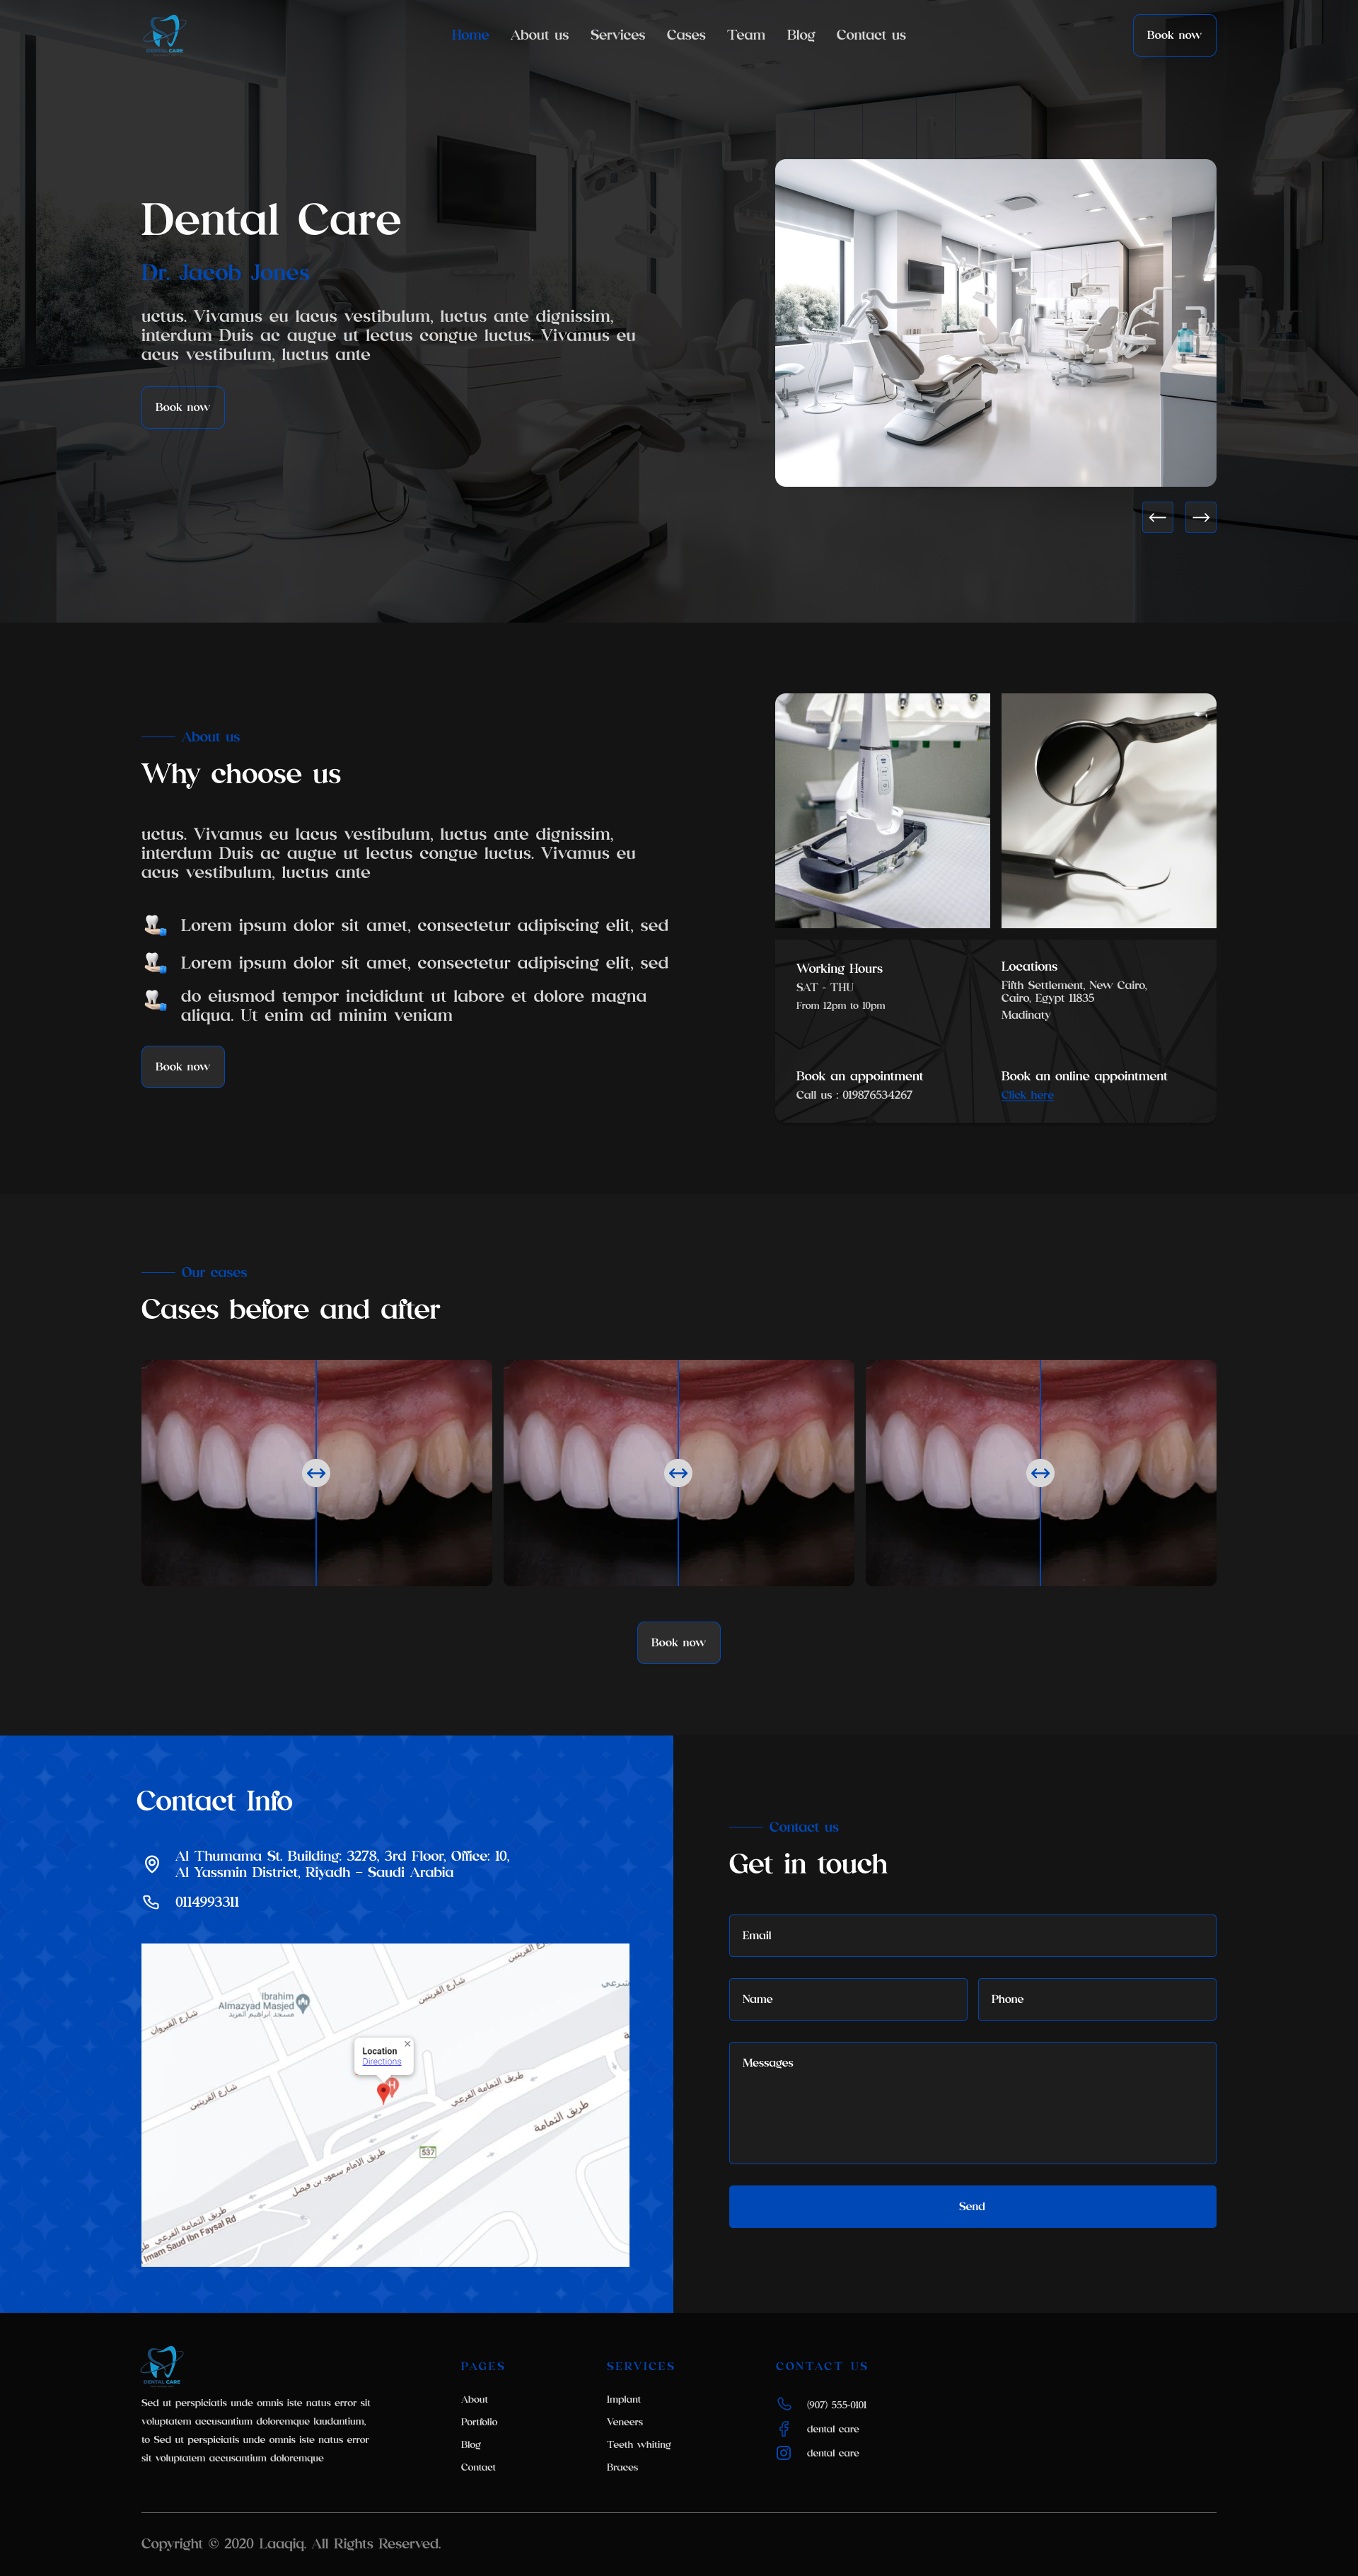 DENTAL CARE
Home
About us
Services
Cases
Team
Blog
Contact us
Book now
Dental Care
Dr. Jacob Jones
uctus. Vivamus eu lacus vestibulum, luctus ante dignissim,
interdum Duis ac augue ut lectus congue luctus. Vivamus eu
acus vestibulum, luctus ante
Book now
About us
Why choose us
uctus. Vivamus eu lacus vestibulum, luctus ante dignissim,
interdum Duis ac augue ut lectus congue luctus. Vivamus eu
acus vestibulum, luctus ante
Lorem ipsum dolor sit amet, consectetur adipiscing elit, sed
Lorem ipsum dolor sit amet, consectetur adipiscing elit, sed
do eiusmod tempor incididunt ut labore et dolore magna
aliqua. Ut enim ad minim veniam
Book now
Working Hours
SAT - THU
From 12pm to 10pm
Locations
Fifth Settlement, New Cairo,
Cairo, Egypt 11835
Madinaty
Book an appointment
Call us : 019876534267
Book an online appointment
Click here
Our cases
Cases before and after
Book now
Contact Info
Al Thumama St. Building: 3278, 3rd Floor, Office: 10,
Al Yassmin District, Riyadh – Saudi Arabia
0114993311
شارع القريتين
شارع القريتين
Ibrahim
Almazyad Masjed
مسجد ابراهيم المزيد
شارع القيروان
Location
Directions
شارع القريتين
طريق الثمامة الفرعي
طريق الثمامة
537
طريق الامام سعود بن فيصل
طريق الثمامة الفرعي
Imam Saud Ibn Faysal Rd
Contact us
Get in touch
Email
Name
Phone
Messages
Send
DENTAL CARE
Sed ut perspiciatis unde omnis iste natus error sit
voluptatem accusantium doloremque laudantium,
to Sed ut perspiciatis unde omnis iste natus error
sit voluptatem accusantium doloremque
PAGES
About
Portfolio
Blog
Contact
SERVICES
Implant
Veneers
Teeth whiting
Braces
CONTACT US
(907) 555-0101
dental care
dental care
Copyright © 2020 Laaqiq. All Rights Reserved.